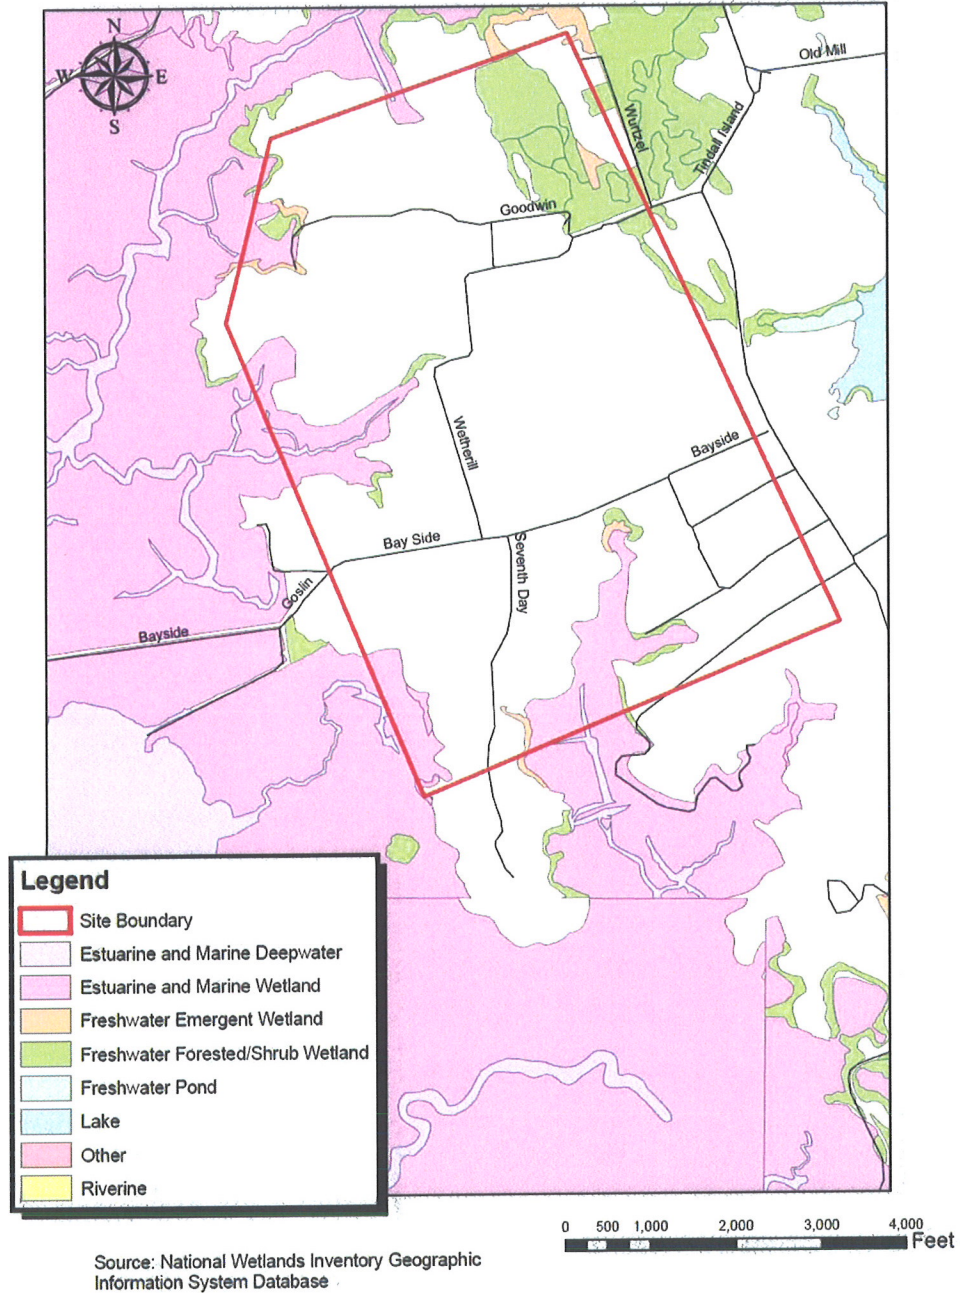 N
W
E
S
Old Mill
Wurtzel
Tindall Island
Goodwin
Wetherill
Bayside
Bay Side
Seventh Day
Goslin
Bayside
Legend
Site Boundary
Estuarine and Marine Deepwater
Estuarine and Marine Wetland
Freshwater Emergent Wetland
Freshwater Forested/Shrub Wetland
Freshwater Pond
Lake
Other
Riverine
0 500 1,000 2,000 3,000 4,000
Feet
Source: National Wetlands Inventory Geographic
Information System Database